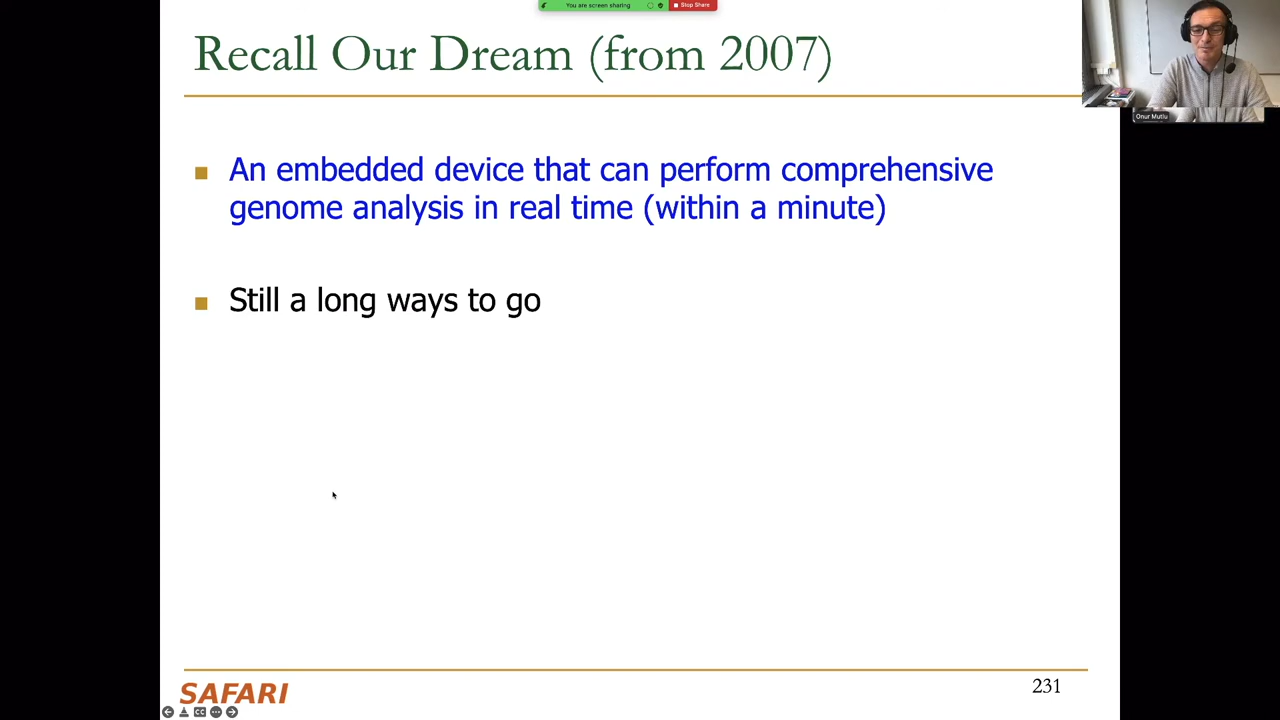 You are screen sharing
Stop Share
Recall Our Dream (from 2007)
Onur Mutlu
An embedded device that can perform comprehensive
genome analysis in real time (within a minute)
Still a long ways to go
SAFARI
231
CC